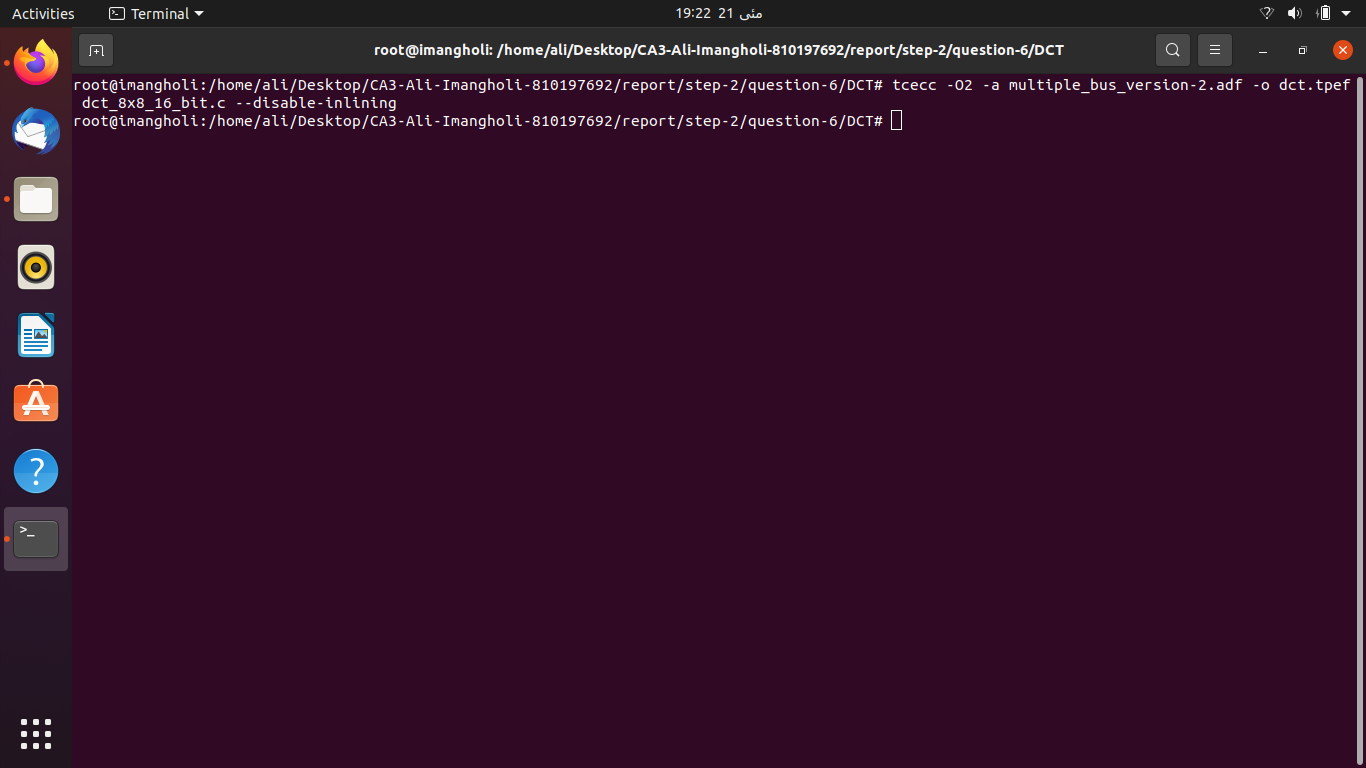 Activities
Terminal
19:22 21 مئی
root@imangholi: /home/ali/Desktop/CA3-Ali-Imangholi-810197692/report/step-2/question-6/DCT
root@imangholi:/home/ali/Desktop/CA3-Ali-Imangholi-810197692/report/step-2/question-6/DCT# tcecc -O2 -a multiple_bus_version-2.adf -o dct.tpef
dct_8x8_16_bit.c --disable-inlining
root@imangholi:/home/ali/Desktop/CA3-Ali-Imangholi-810197692/report/step-2/question-6/DCT#